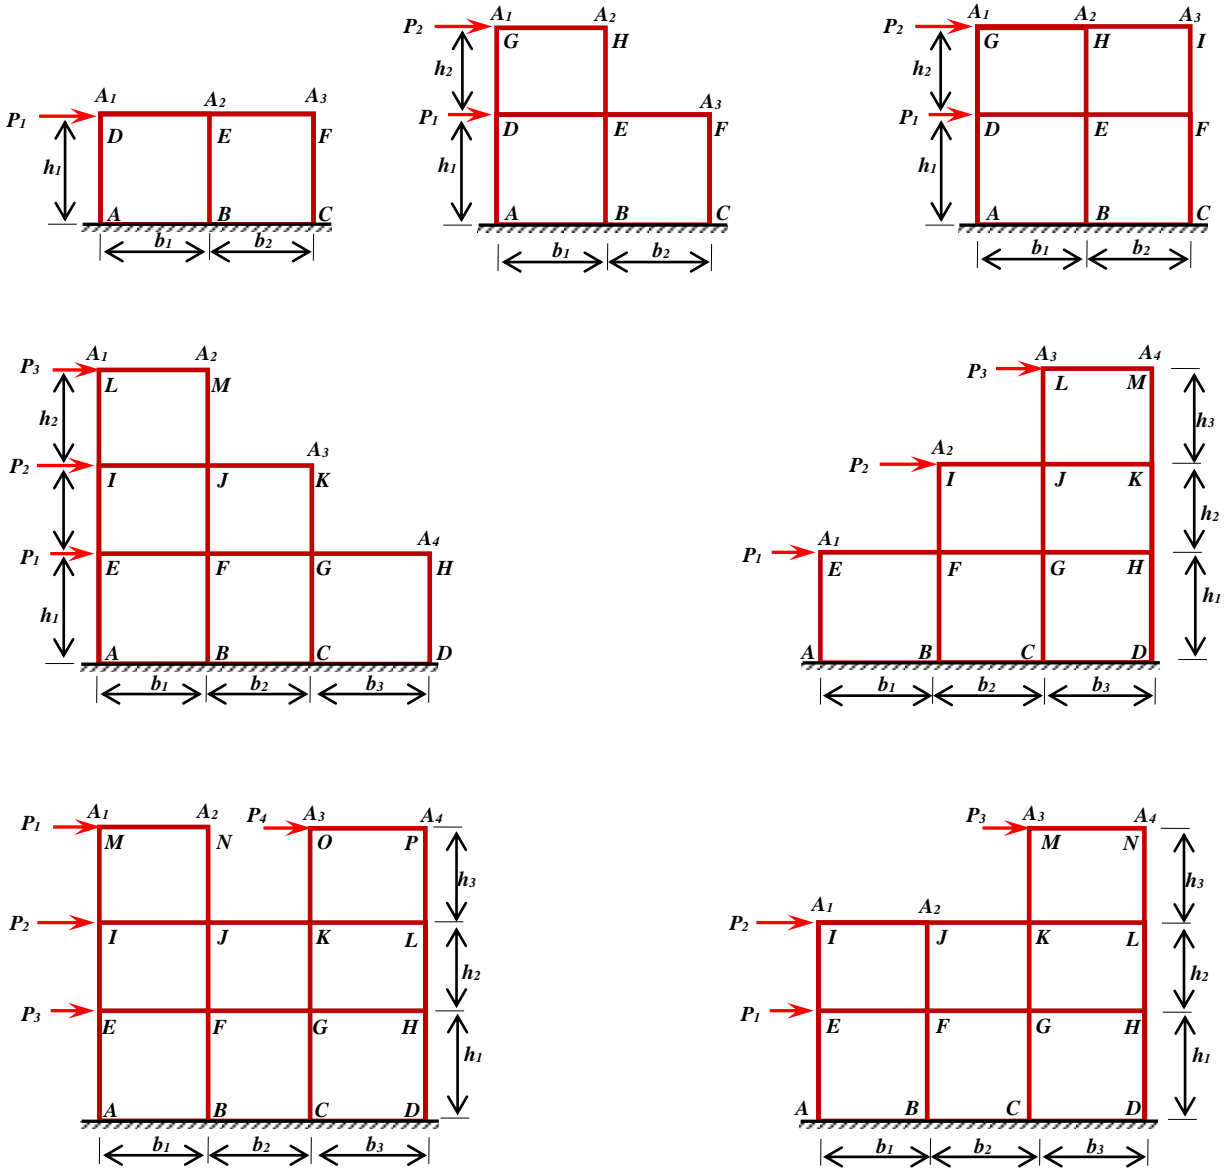 P1 A1 A2 A3
D E F
h1
A B C
b1 b2
P2 A1 A2
G H
h2
P1 A3
D E F
h1
A B C
b1 b2
P2 A1 A2 A3
G H I
h2
P1
D E F
h1
A B C
b1 b2
P3 A1 A2
L M
h2
P2 A3
I J K
P1 A4
E F G H
h1
A B C D
b1 b2 b3
P3 A3 A4
L M
h3
P2 A2
I J K
h2
P1 A1
E F G H
h1
A B C D
b1 b2 b3
P1 A1 A2 P4 A3 A4
M N O P
h3
P2
I J K L
h2
P3
E F G H
h1
A B C D
b1 b2 b3
P3 A3 A4
M N
h3
P2 A1 A2
I J K L
h2
P1
E F G H
h1
A B C D
b1 b2 b3